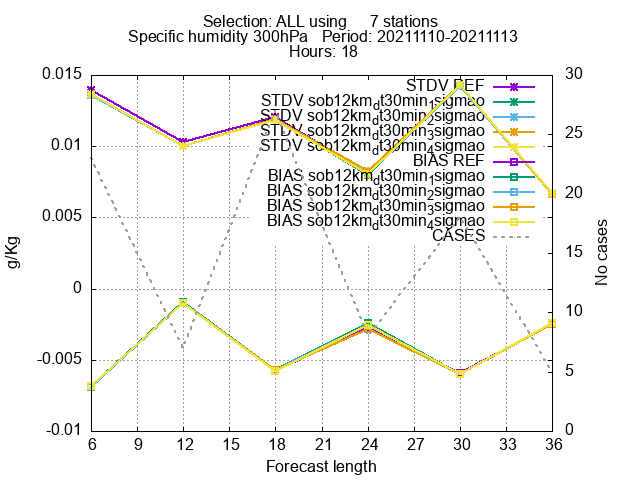 Selection: ALL using 7 stations
Specific humidity 300hPa Period: 20211110-20211113
Hours: 18
0.015
0.01
0.005
0
-0.005
-0.01
g/Kg
30
25
20
15
10
5
0
No cases
STDV REF
STDV sob12km_dt30min_1sigmao
STDV sob12km_dt30min_2sigmao
STDV sob12km_dt30min_3sigmao
STDV sob12km_dt30min_4sigmao
BIAS REF
BIAS sob12km_dt30min_1sigmao
BIAS sob12km_dt30min_2sigmao
BIAS sob12km_dt30min_3sigmao
BIAS sob12km_dt30min_4sigmao
CASES
6 9 12 15 18 21 24 27 30 33 36
Forecast length